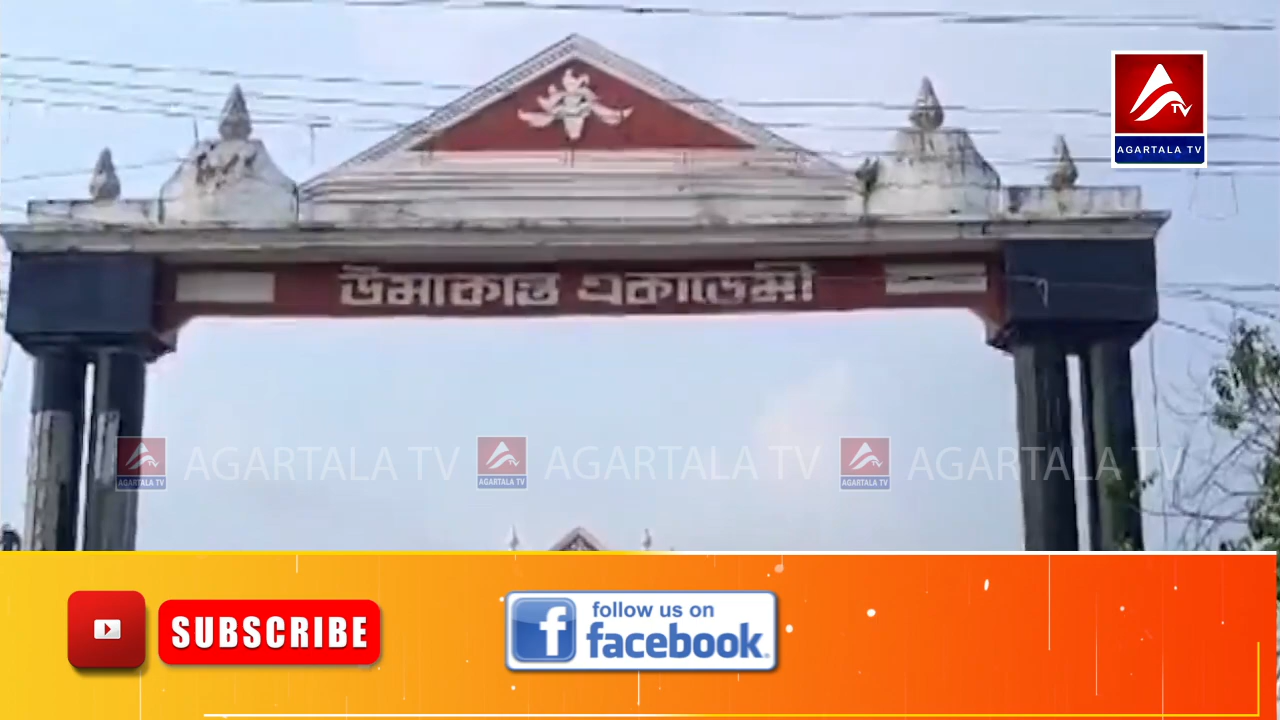 TV
AGARTALA TV
উমাকান্ত একাডেমী
AGARTALA TV AGARTALA TV AGARTALA TV AGARTALA TV AGARTALA TV AGARTALA TV
SUBSCRIBE
follow us on
facebook